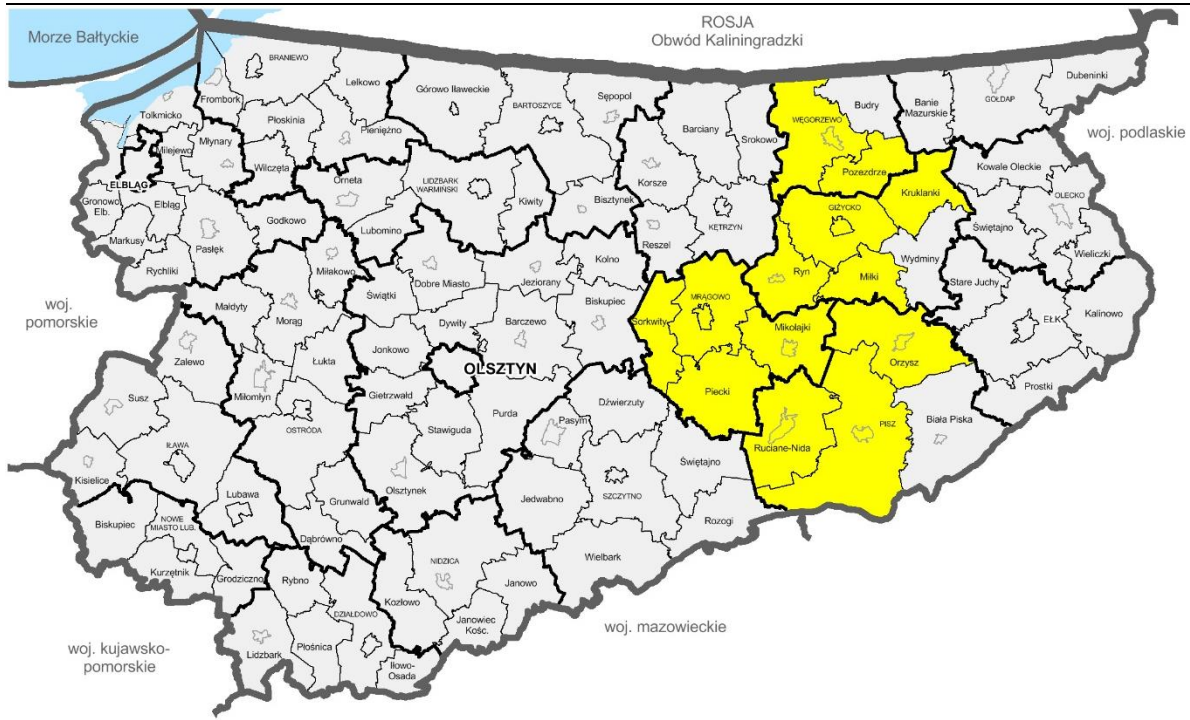 ROSJA
Obwód Kaliningradzki
Morze Bałtyckie
BRANIEWO
Lelkowo
Górowo Iławeckie
BARTOSZYCE
Sępopol
Barciany
Srokowo
WĘGORZEWO
Budry
Banie
Mazurskie
GOŁDAP
Dubeninki
Frombork
Tolkmicko
Płoskinia
Pieniężno
Milejewo
Młynary
Wilczęta
Pozezdrze
woj. podlaskie
Kruklanki
Kowale Oleckie
ELBLĄG
Orneta
LIDZBARK
WARMIŃSKI
Kiwity
Bisztynek
Korsze
KĘTRZYN
Reszel
GIŻYCKO
OLECKO
Gronowo
Elb.
Elbląg
Markusy
Pasłęk
Godkowo
Lubomino
Świętajno
Wieliczki
Rychliki
Miłakowo
Dobre Miasto
Jeziorany
Kolno
Ryn
Miłki
Wydminy
Stare Juchy
woj.
pomorskie
Małdyty
Morąg
Świątki
Dywity
Barczewo
Biskupiec
Sorkwity
MRĄGOWO
Mikołajki
EŁK
Kalinowo
Zalewo
Łukta
Jonkowo
OLSZTYN
Orzysz
Susz
Miłomłyn
Gietrzwałd
Purda
Dźwierzuty
Piecki
Prostki
OSTRÓDA
Stawiguda
Pasym
PISZ
Biała Piska
IŁAWA
Ruciane-Nida
Kisielice
Świętajno
Lubawa
Grunwald
Olsztynek
Jedwabno
SZCZYTNO
Biskupiec
NOWE
MIASTO LUB.
Dąbrówno
Rozogi
Kurzętnik
Grodziczno
Rybno
NIDZICA
Wielbark
Janowo
DZIAŁDOWO
Kozłowo
Janowiec
Kośc.
woj. mazowieckie
woj. kujawsko-
pomorskie
Lidzbark
Płośnica
Iłowo-
Osada